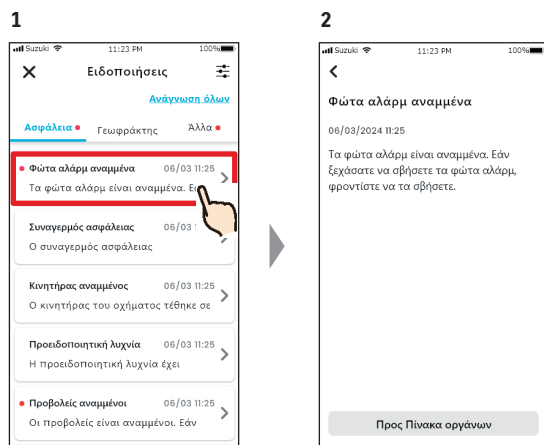 1
Suzuki 11:23 PM 100%
Ειδοποιήσεις
Ανάγνωση όλων
Ασφάλεια Γεωφράκτης Άλλα
Φώτα αλάρμ αναμμένα 06/03 11:25
Τα φώτα αλάρμ είναι αναμμένα.
Συναγερμός ασφάλειας 06/03
Ο συναγερμός ασφάλειας
Κινητήρας αναμμένος 06/03 11:25
Ο κινητήρας του οχήματος τέθηκε σε
Προειδοποιητική λυχνία 06/03 11:25
Η προειδοποιητική λυχνία έχει
Προβολείς αναμμένοι 06/03 11:25
Οι προβολείς είναι αναμμένοι. Εάν
2
Suzuki 11:23 PM 100%
Φώτα αλάρμ αναμμένα
06/03/2024 11:25
Τα φώτα αλάρμ είναι αναμμένα. Εάν
ξεχάσατε να σβήσετε τα φώτα αλάρμ,
φροντίστε να τα σβήσετε.
Προς Πίνακα οργάνων